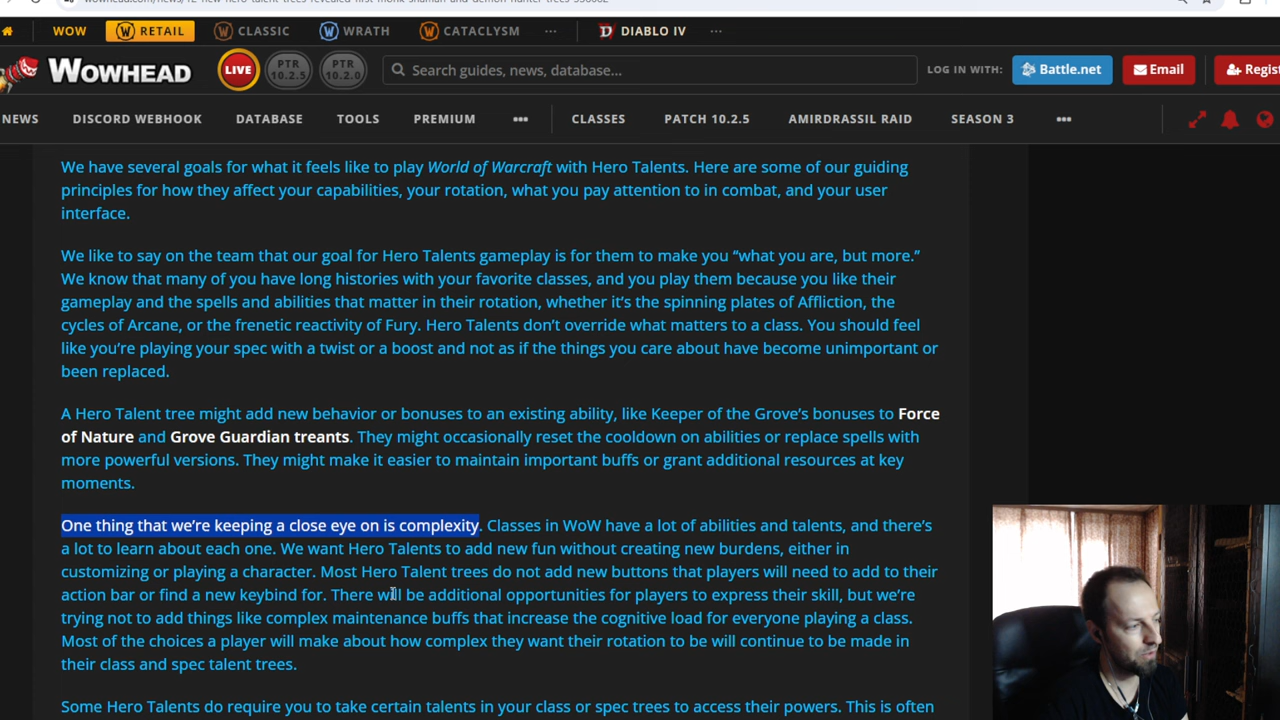 WOW RETAIL CLASSIC WRATH CATACLYSM ... DIABLO IV ...
WOWHEAD LIVE PTR 10.2.5 PTR 10.2.0 Search guides, news, database... LOG IN WITH: Battle.net Email
NEWS DISCORD WEBHOOK DATABASE TOOLS PREMIUM ... CLASSES PATCH 10.2.5 AMIRDRASSIL RAID SEASON 3 ...
We have several goals for what it feels like to play World of Warcraft with Hero Talents. Here are some of our guiding
principles for how they affect your capabilities, your rotation, what you pay attention to in combat, and your user
interface.
We like to say on the team that our goal for Hero Talents gameplay is for them to make you “what you are, but more.”
We know that many of you have long histories with your favorite classes, and you play them because you like their
gameplay and the spells and abilities that matter in their rotation, whether it’s the spinning plates of Affliction, the
cycles of Arcane, or the frenetic reactivity of Fury. Hero Talents don’t override what matters to a class. You should feel
like you’re playing your spec with a twist or a boost and not as if the things you care about have become unimportant or
been replaced.
A Hero Talent tree might add new behavior or bonuses to an existing ability, like Keeper of the Grove’s bonuses to Force
of Nature and Grove Guardian treants. They might occasionally reset the cooldown on abilities or replace spells with
more powerful versions. They might make it easier to maintain important buffs or grant additional resources at key
moments.
One thing that we’re keeping a close eye on is complexity. Classes in WoW have a lot of abilities and talents, and there’s
a lot to learn about each one. We want Hero Talents to add new fun without creating new burdens, either in
customizing or playing a character. Most Hero Talent trees do not add new buttons that players will need to add to their
action bar or find a new keybind for. There will be additional opportunities for players to express their skill, but we’re
trying not to add things like complex maintenance buffs that increase the cognitive load for everyone playing a class.
Most of the choices a player will make about how complex they want their rotation to be will continue to be made in
their class and spec talent trees.
Some Hero Talents do require you to take certain talents in your class or spec trees to access their powers. This is often